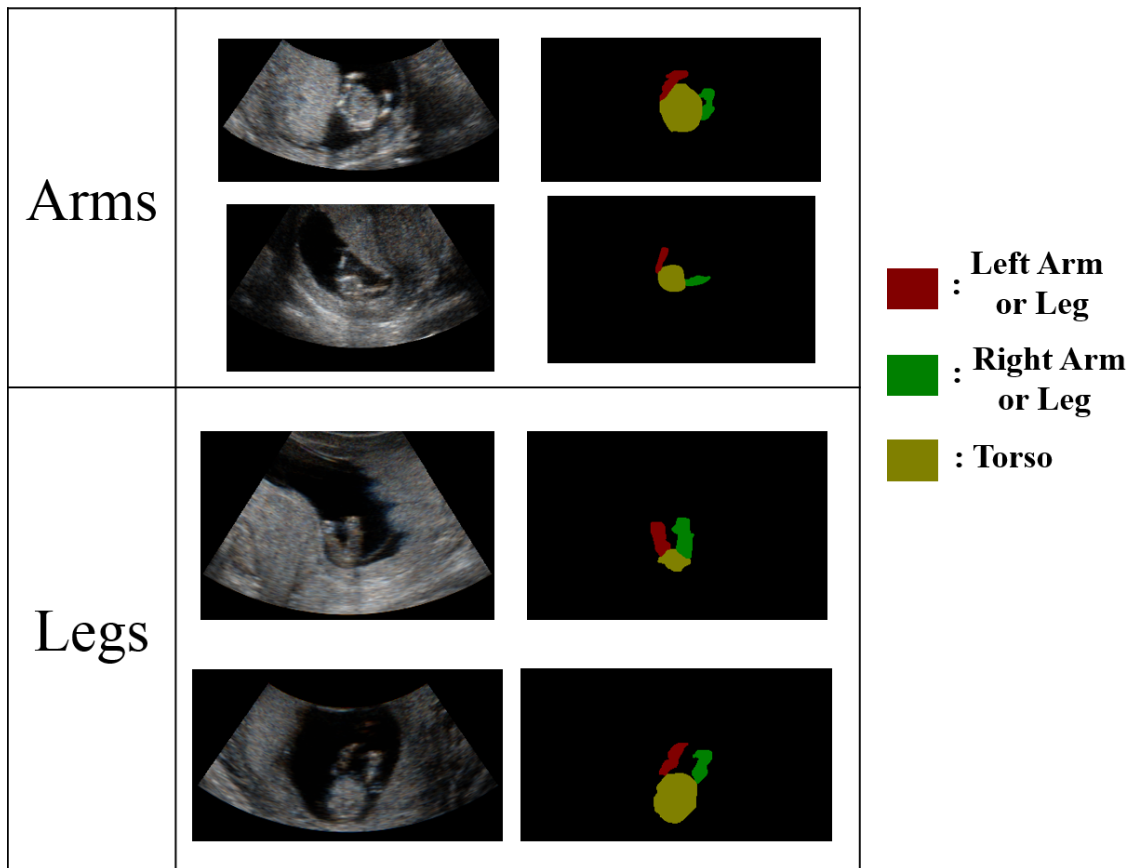 Arms
Legs
: Left Arm
or Leg
: Right Arm
or Leg
: Torso